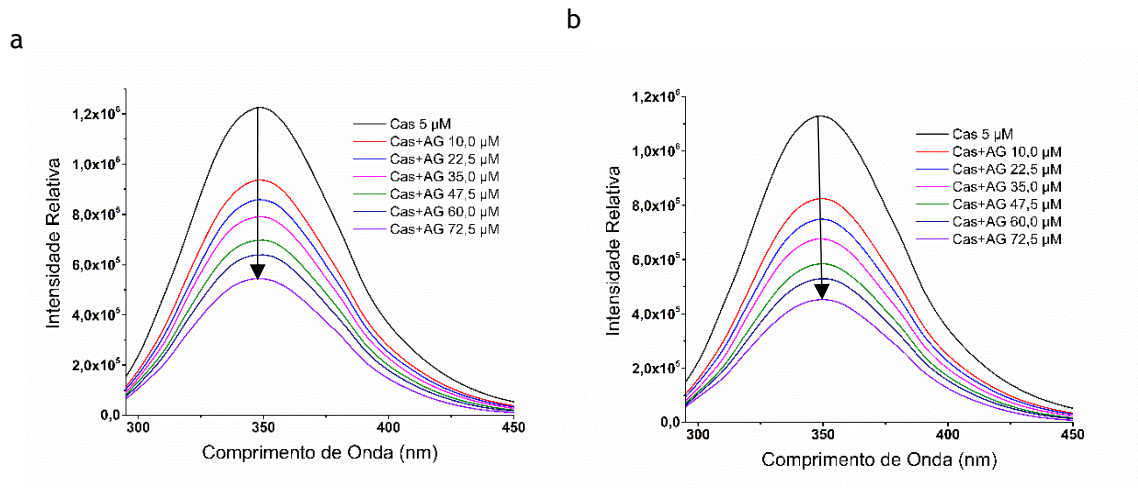 a
Intensidade Relativa
1,2x10⁶
1,0x10⁶
8,0x10⁵
6,0x10⁵
4,0x10⁵
2,0x10⁵
0,0
300
350
400
450
Comprimento de Onda (nm)
Cas 5 µM
Cas+AG 10,0 µM
Cas+AG 22,5 µM
Cas+AG 35,0 µM
Cas+AG 47,5 µM
Cas+AG 60,0 µM
Cas+AG 72,5 µM
b
Intensidade Relativa
1,2x10⁶
1,0x10⁶
8,0x10⁵
6,0x10⁵
4,0x10⁵
2,0x10⁵
0,0
300
350
400
450
Comprimento de Onda (nm)
Cas 5 µM
Cas+AG 10,0 µM
Cas+AG 22,5 µM
Cas+AG 35,0 µM
Cas+AG 47,5 µM
Cas+AG 60,0 µM
Cas+AG 72,5 µM